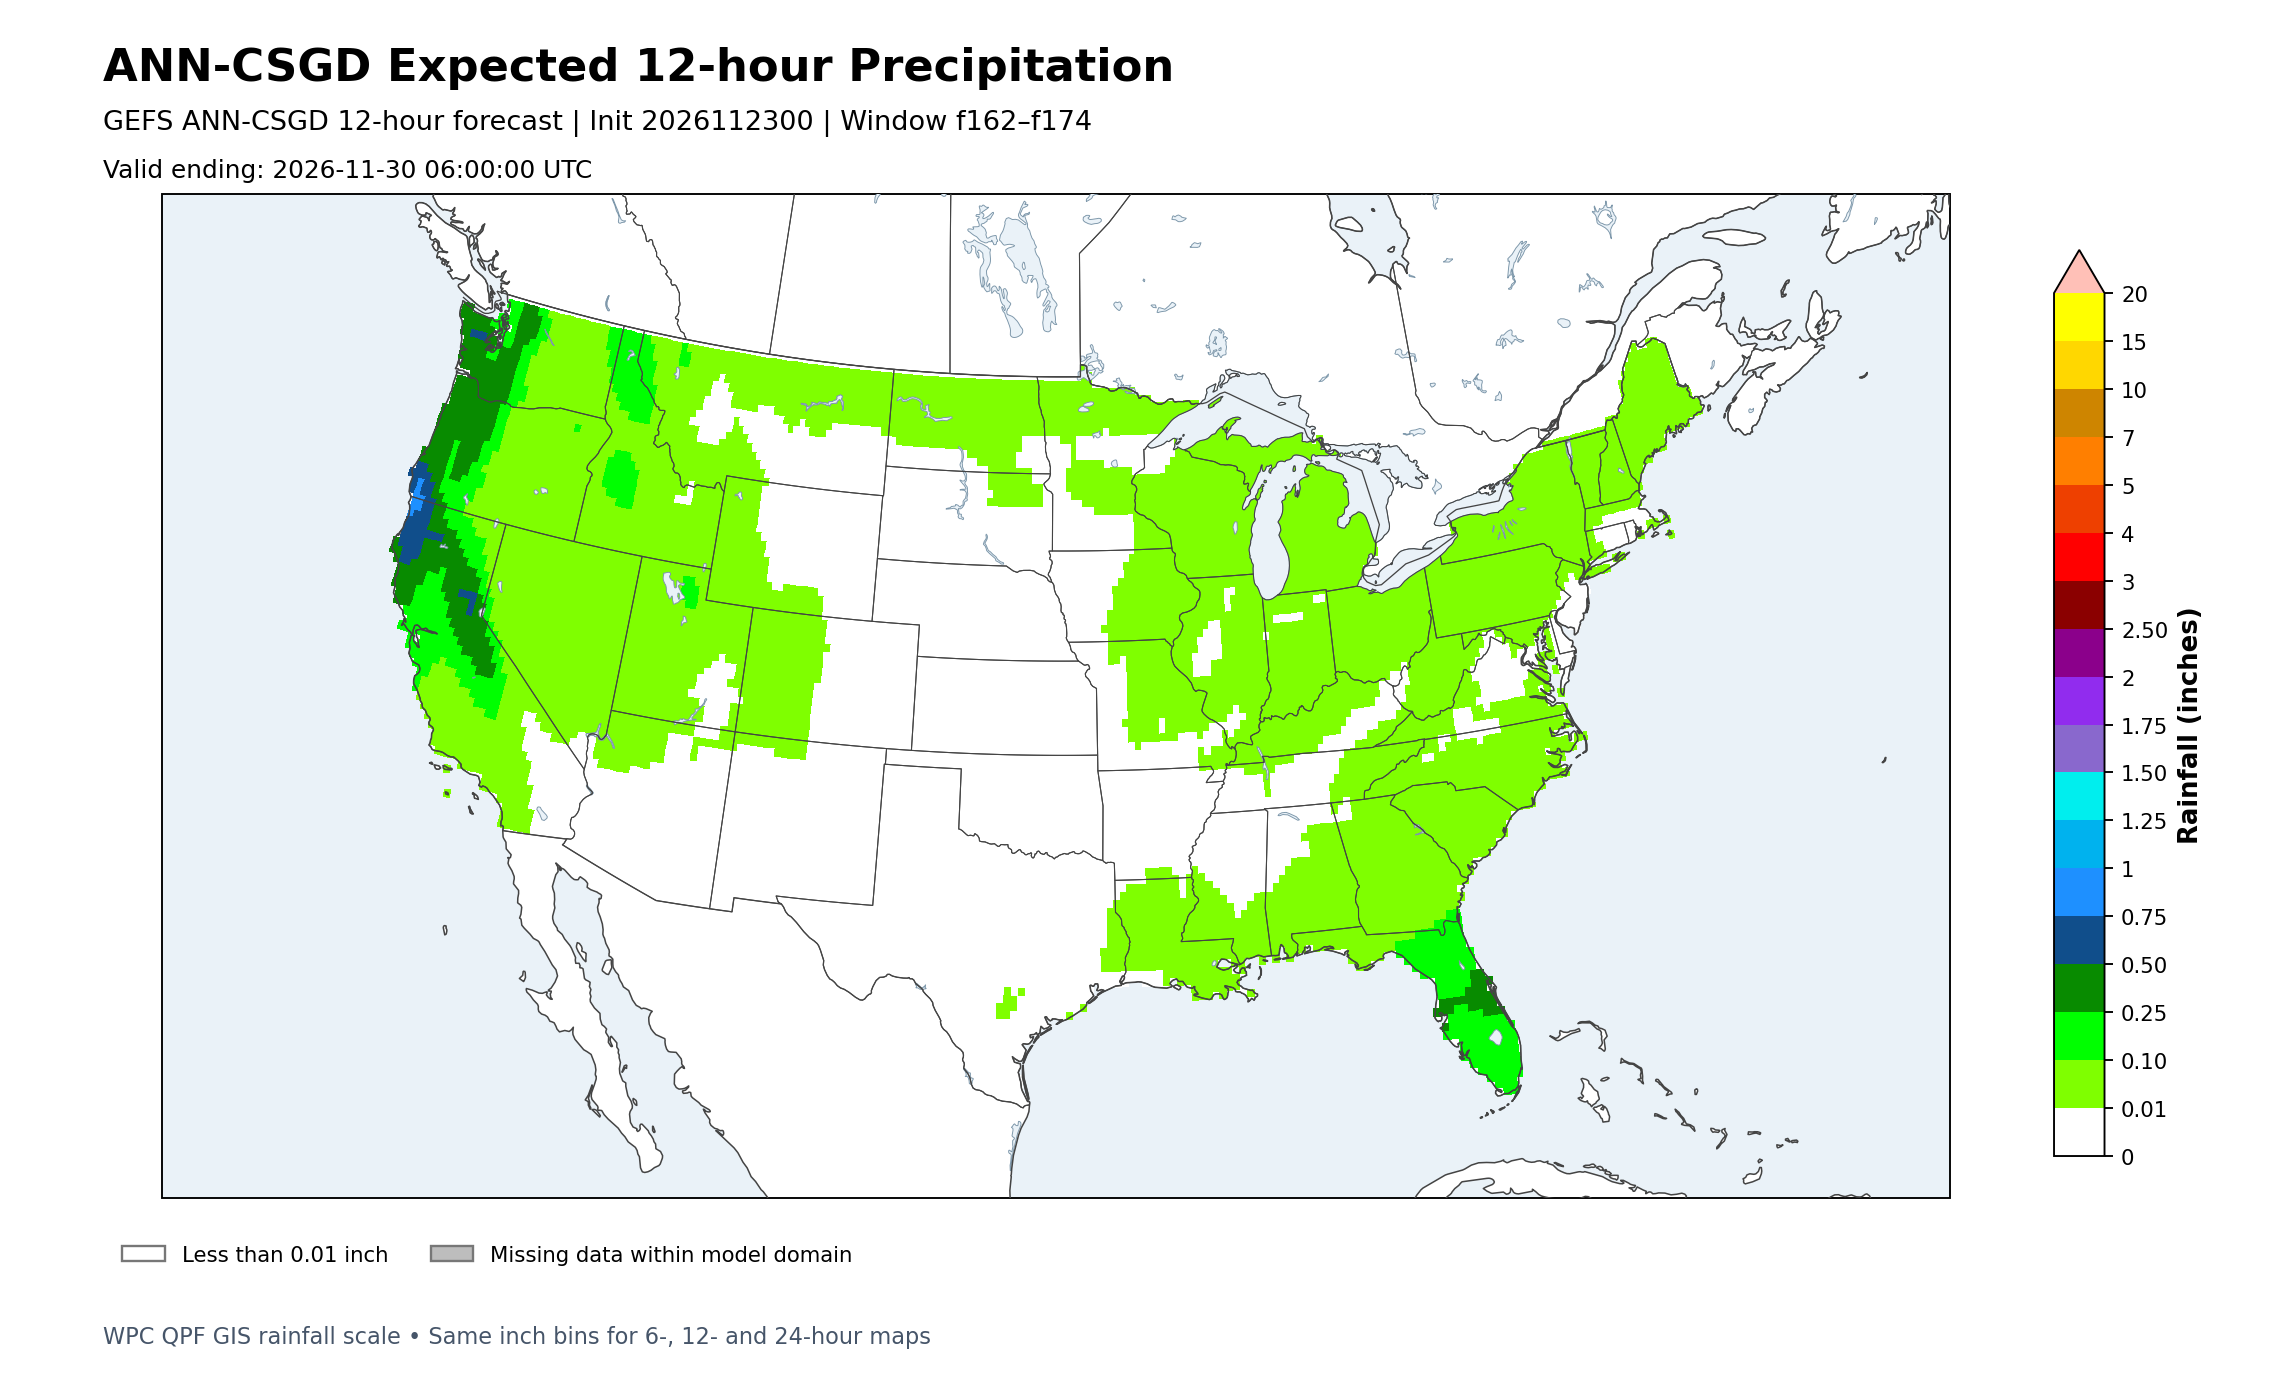 ANN-CSGD Expected 12-hour Precipitation
GEFS ANN-CSGD 12-hour forecast | Init 2026112300 | Window f162–f174
Valid ending: 2026-11-30 06:00:00 UTC
20
15
10
7
5
4
3
2.50
2
1.75
1.50
1.25
1
0.75
0.50
0.25
0.10
0.01
0
Rainfall (inches)
Less than 0.01 inch
Missing data within model domain
WPC QPF GIS rainfall scale • Same inch bins for 6-, 12- and 24-hour maps